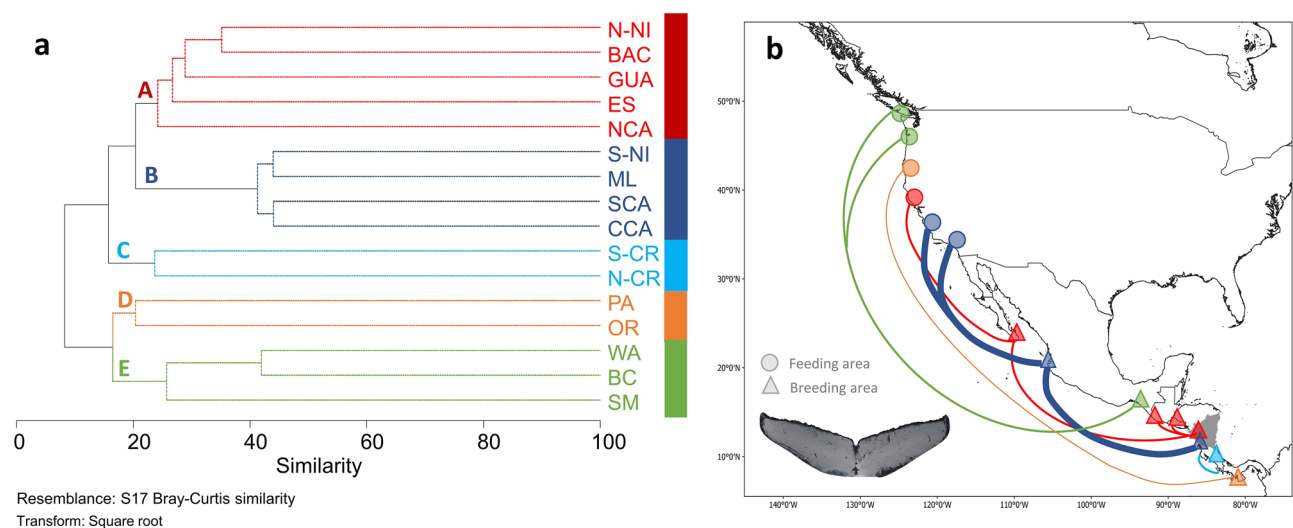 a
A
B
C
D
E
N-NI
BAC
GUA
ES
NCA
S-NI
ML
SCA
CCA
S-CR
N-CR
PA
OR
WA
BC
SM
0 20 40 60 80 100
Similarity
Resemblance: S17 Bray-Curtis similarity
Transform: Square root
b
50°0'N
40°0'N
30°0'N
20°0'N
10°0'N
Feeding area
Breeding area
140°0'W 130°0'W 120°0'W 110°0'W 100°0'W 90°0'W 80°0'W